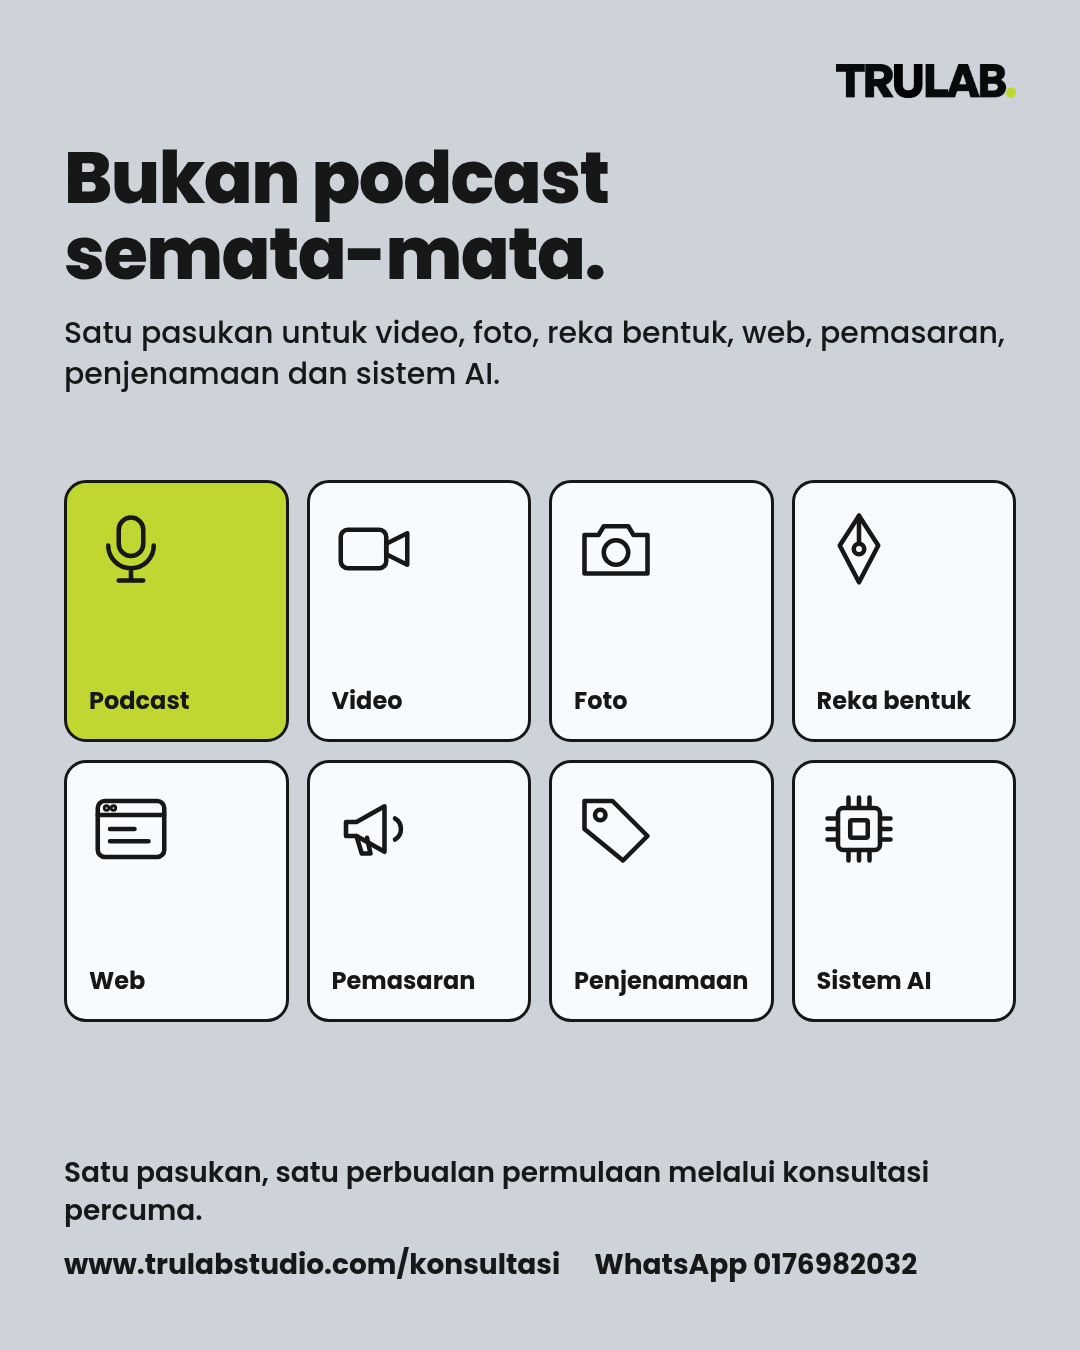 TRULAB.
Bukan podcast
semata-mata.
Satu pasukan untuk video, foto, reka bentuk, web, pemasaran,
penjenamaan dan sistem AI.
Podcast
Video
Foto
Reka bentuk
Web
Pemasaran
Penjenamaan
Sistem AI
Satu pasukan, satu perbualan permulaan melalui konsultasi
percuma.
www.trulabstudio.com/konsultasi WhatsApp 0176982032